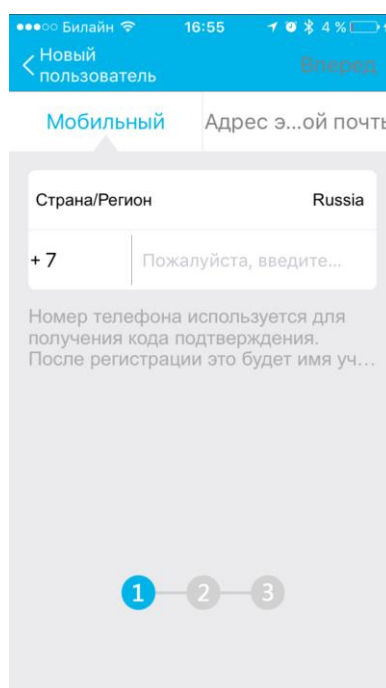 Билайн 16:55 4 %
Новый
пользователь
Вперед
Мобильный Адрес э...ой почты
Страна/Регион Russia
+ 7 Пожалуйста, введите...
Номер телефона используется для
получения кода подтверждения.
После регистрации это будет имя уч...
1 2 3